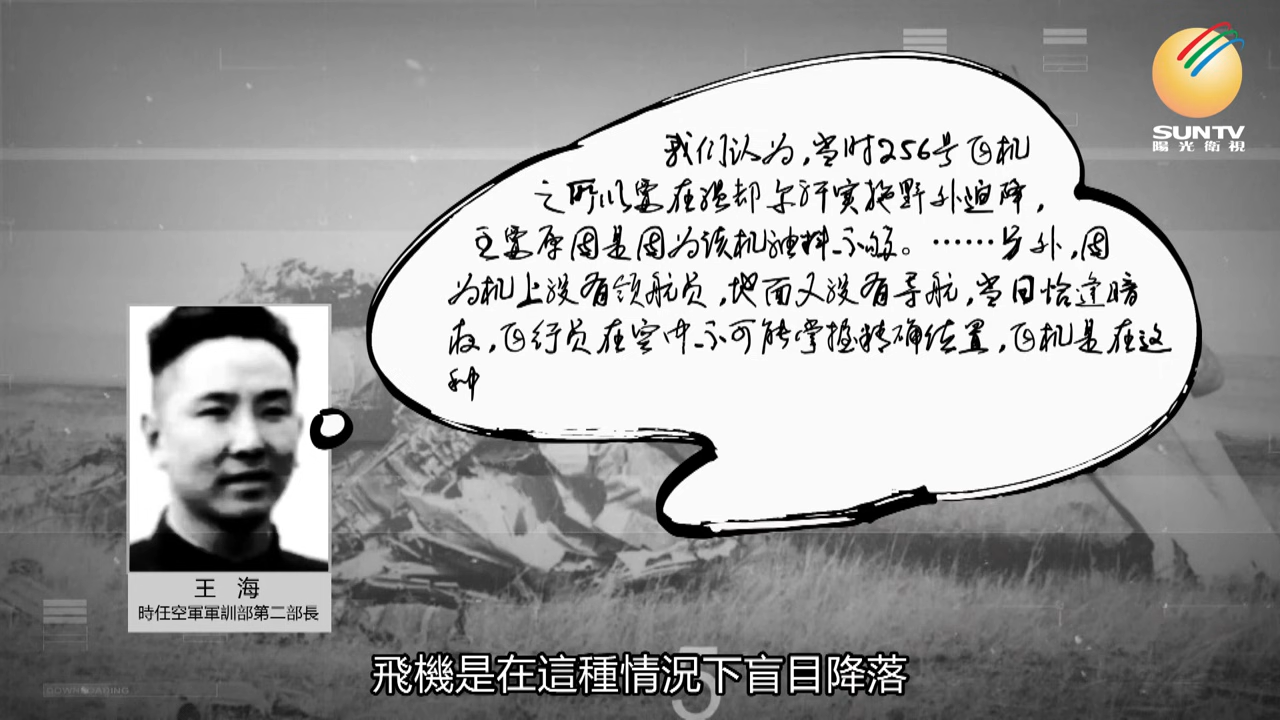 SUNTV
陽光衛視
我们认为,当时256号飞机
之所以要在温却尔汗实施野外迫降,
主要原因是因为该机油料不够。……另外,因
为机上没有领航员,地面又没有导航,当日恰逢暗
夜,飞行员在空中不可能掌握精确位置,飞机是在这
种
王 海
時任空軍軍訓部第二部長
飛機是在這種情況下盲目降落
DOWNLOADING
5